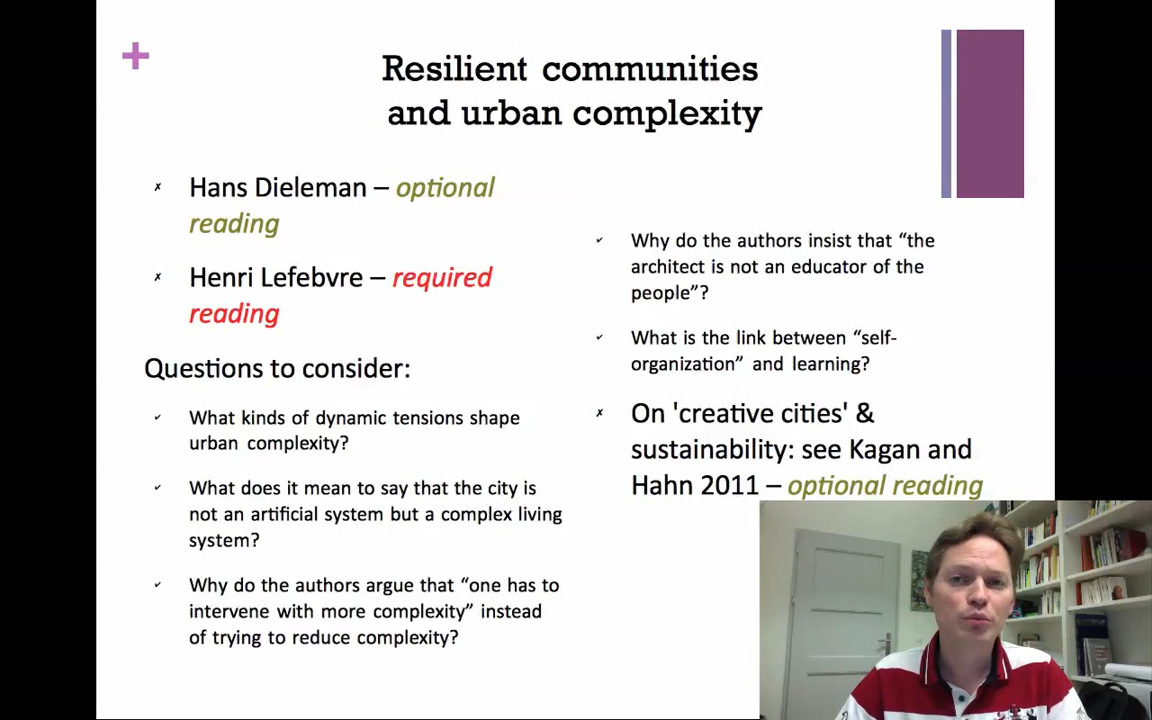 Resilient communities
and urban complexity
Hans Dieleman – optional
reading
Henri Lefebvre – required
reading
Questions to consider:
What kinds of dynamic tensions shape
urban complexity?
What does it mean to say that the city is
not an artificial system but a complex living
system?
Why do the authors argue that “one has to
intervene with more complexity” instead
of trying to reduce complexity?
Why do the authors insist that “the
architect is not an educator of the
people”?
What is the link between “self-
organization” and learning?
On 'creative cities' &
sustainability: see Kagan and
Hahn 2011 – optional reading